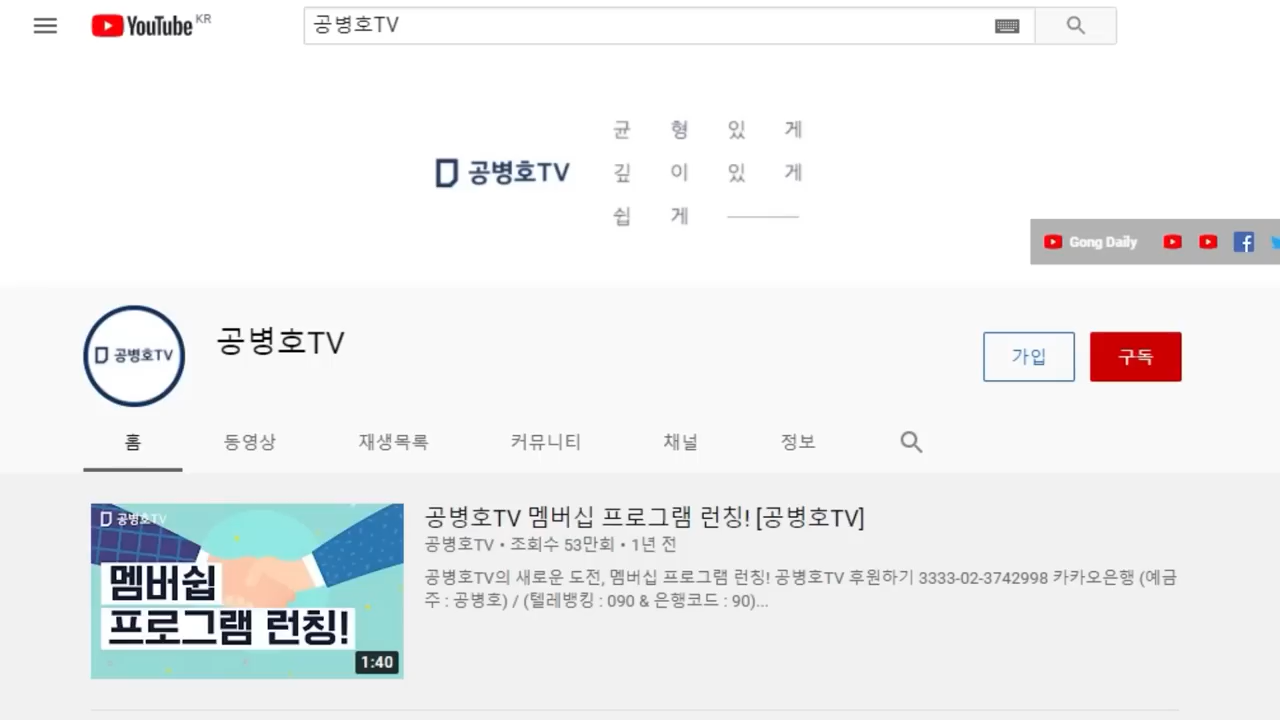 YouTube KR
공병호TV
균 형 있 게
공병호TV
깊 이 있 게
쉽 게
Gong Daily
공병호TV
공병호TV
가입
구독
홈
동영상
재생목록
커뮤니티
채널
정보
공병호TV
멤버쉽
프로그램 런칭!
1:40
공병호TV 멤버십 프로그램 런칭! [공병호TV]
공병호TV • 조회수 53만회 • 1년 전
공병호TV의 새로운 도전, 멤버십 프로그램 런칭! 공병호TV 후원하기 3333-02-3742998 카카오은행 (예금
주 : 공병호) / (텔레뱅킹 : 090 & 은행코드 : 90)...